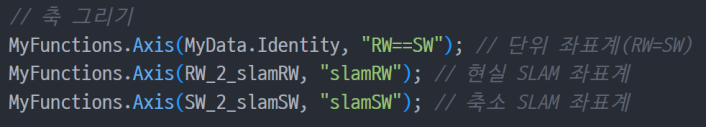 // 축 그리기
MyFunctions.Axis(MyData.Identity, "RW==SW"); // 단위 좌표계(RW=SW)
MyFunctions.Axis(RW_2_slamRW, "slamRW"); // 현실 SLAM 좌표계
MyFunctions.Axis(SW_2_slamSW, "slamSW"); // 축소 SLAM 좌표계